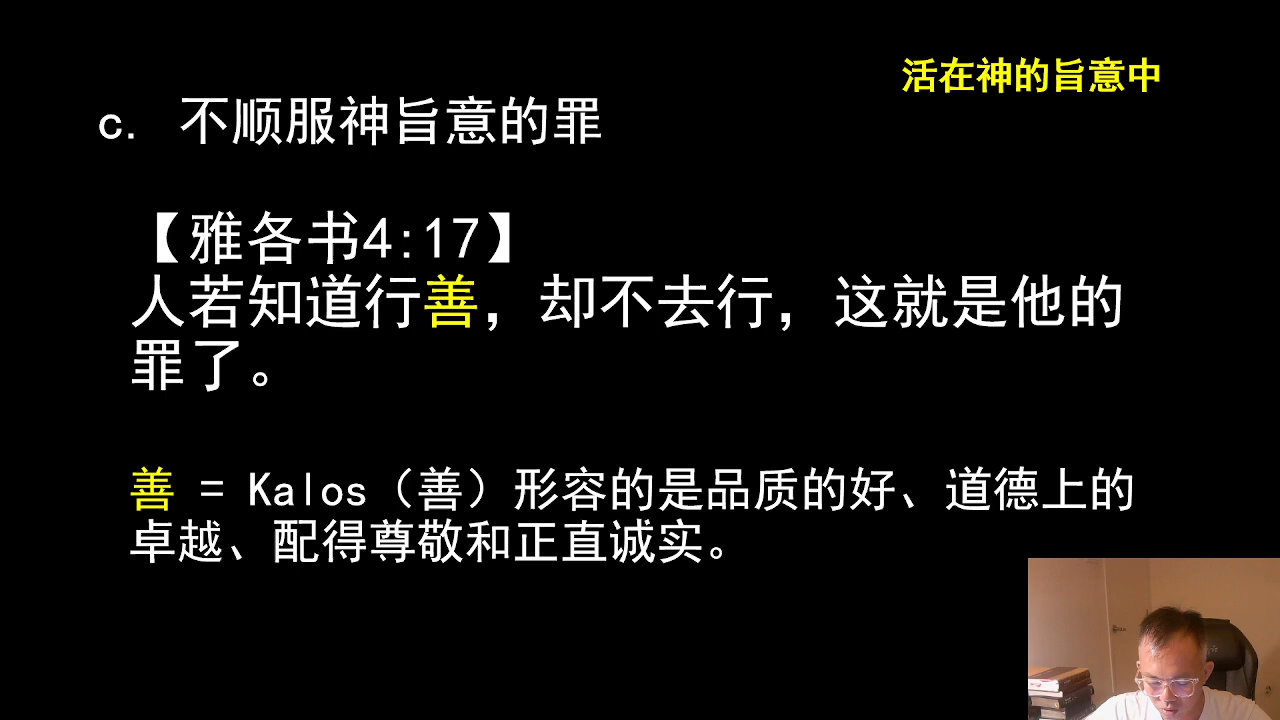 活在神的旨意中
c. 不顺服神旨意的罪
【雅各书4:17】
人若知道行善，却不去行，这就是他的
罪了。
善 = Kalos（善）形容的是品质的好、道德上的
卓越、配得尊敬和正直诚实。